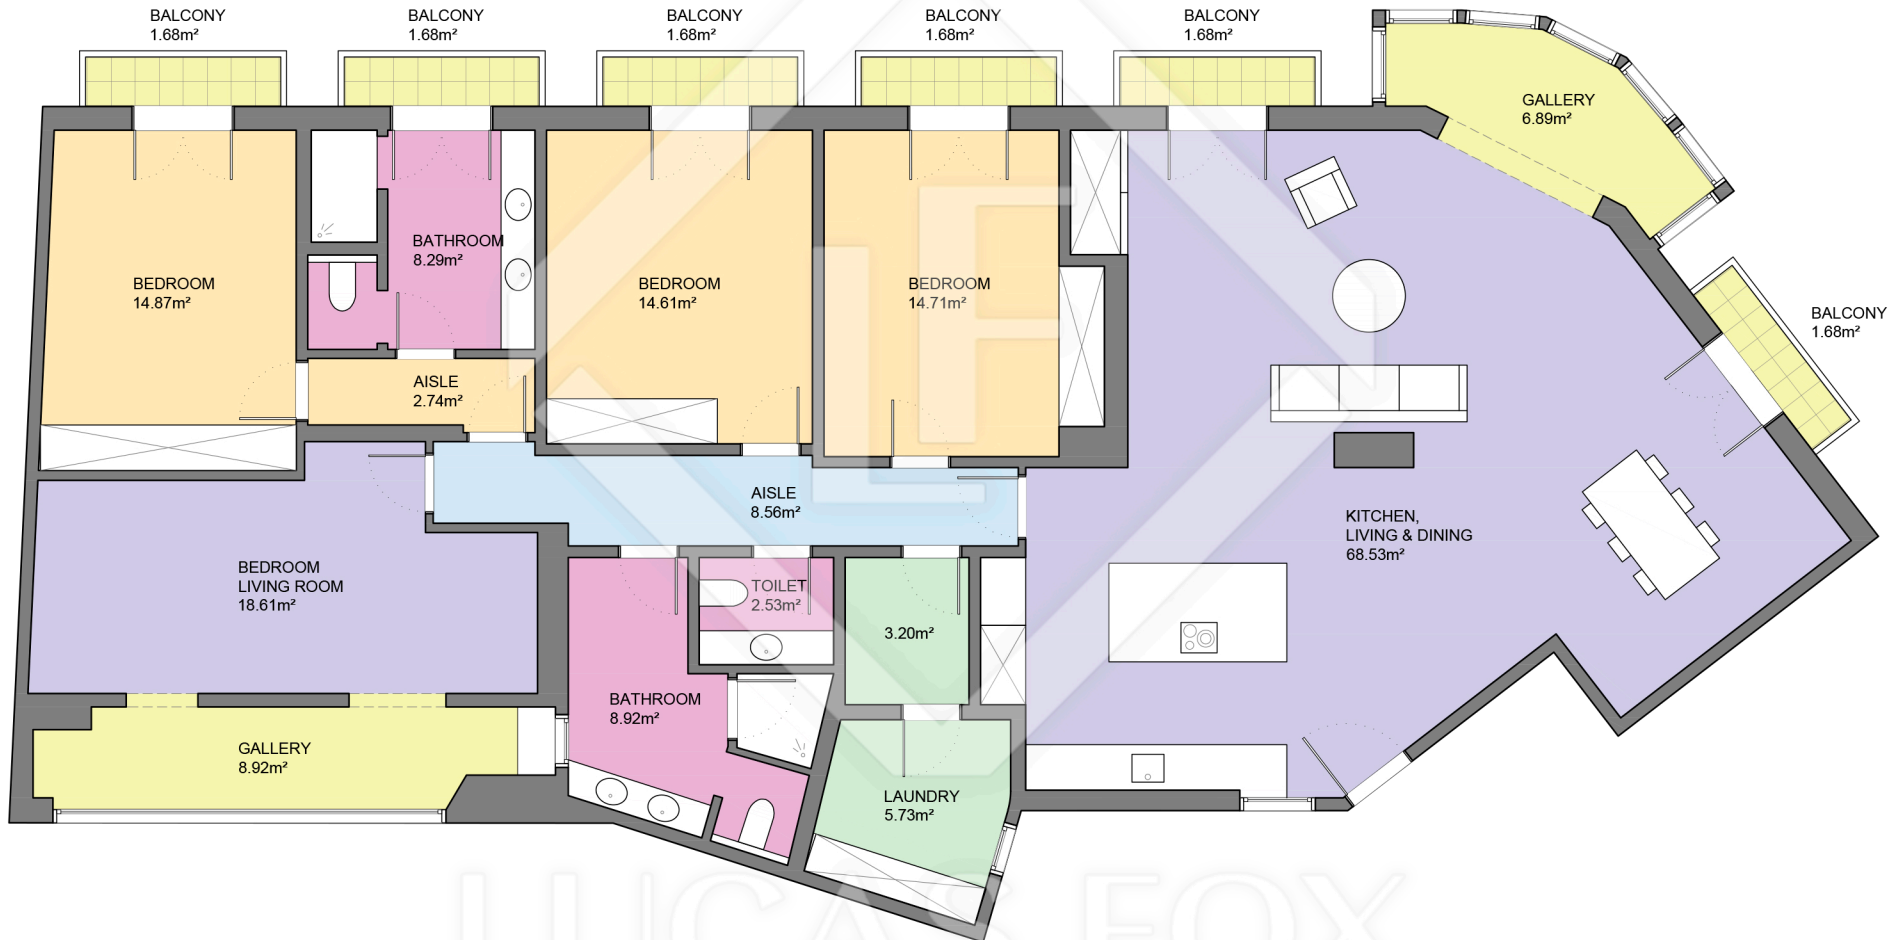 BALCONY
1.68m²
BALCONY
1.68m²
BALCONY
1.68m²
BALCONY
1.68m²
BALCONY
1.68m²
GALLERY
6.89m²
BATHROOM
8.29m²
BEDROOM
14.87m²
BEDROOM
14.61m²
BEDROOM
14.71m²
BALCONY
1.68m²
AISLE
2.74m²
AISLE
8.56m²
KITCHEN,
LIVING & DINING
68.53m²
BEDROOM
LIVING ROOM
18.61m²
TOILET
2.53m²
3.20m²
BATHROOM
8.92m²
GALLERY
8.92m²
LAUNDRY
5.73m²
LF
LUCAS FOX